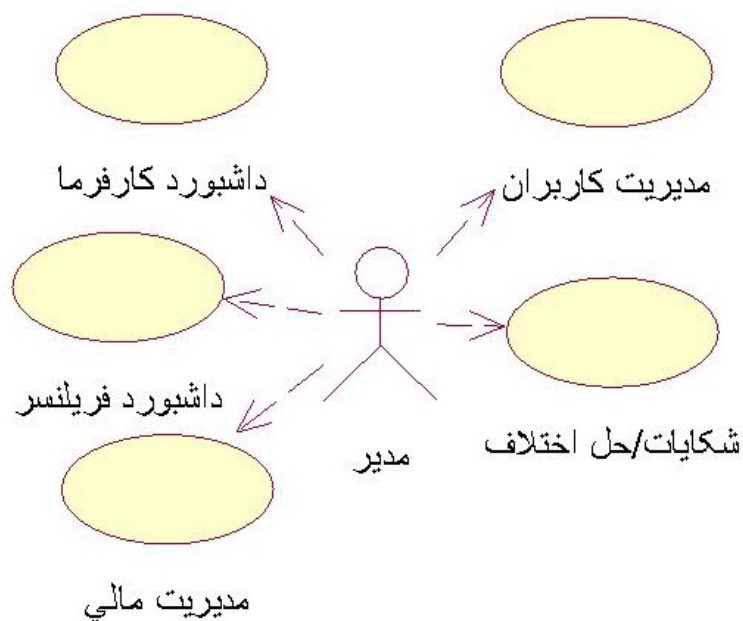 مديريت كاربران
داشبورد كارفرما
شكايات/حل اختلاف
داشبورد فريلنسر
مدير
مديريت مالي